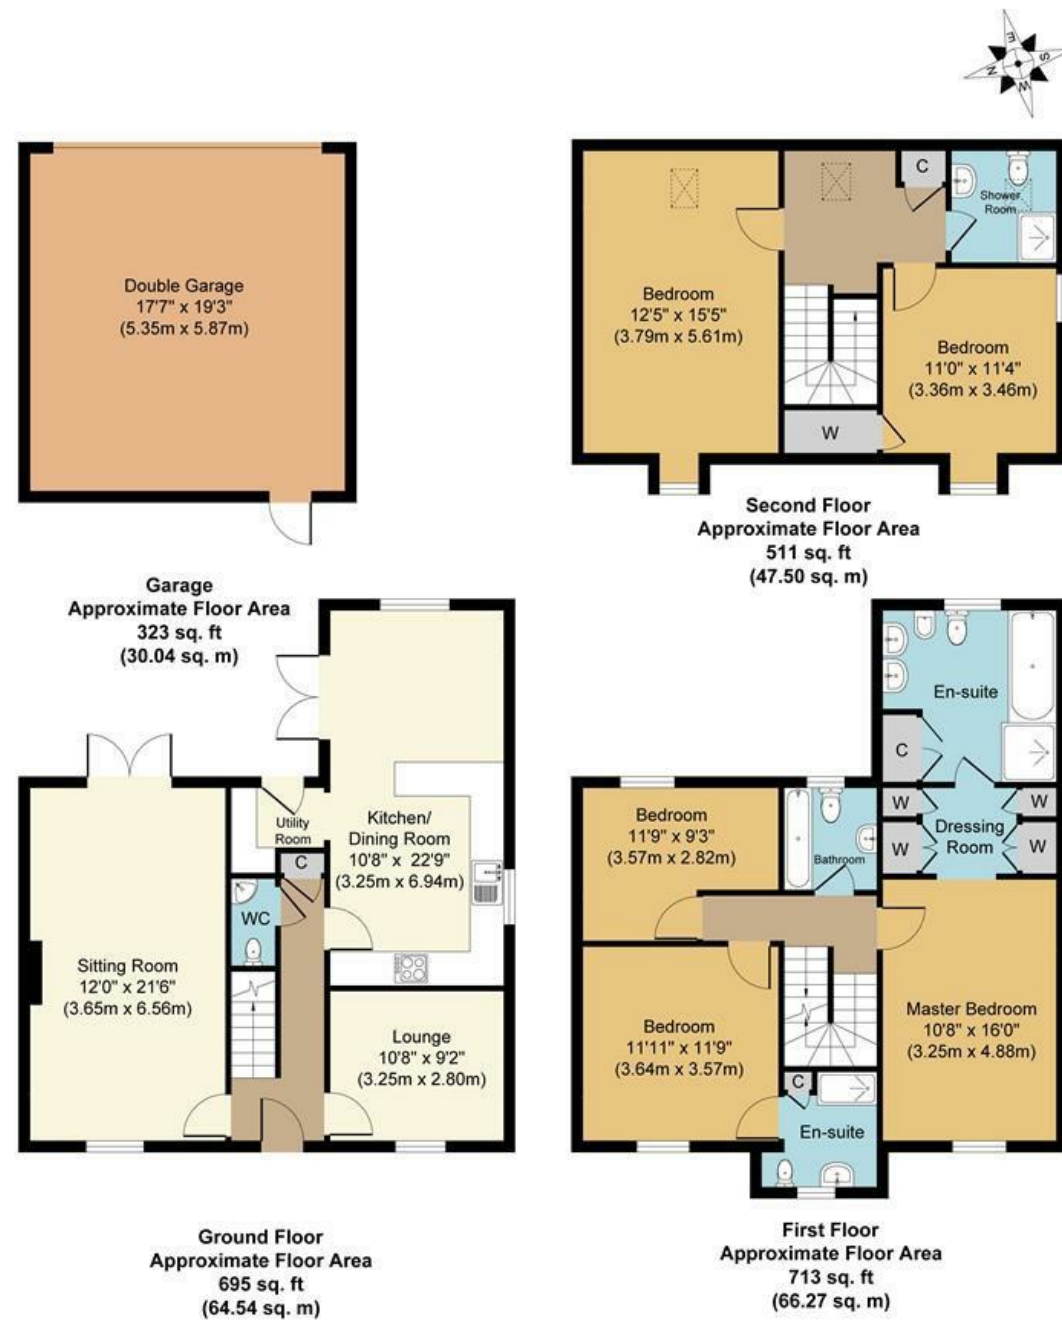 E
S
N
W
Double Garage
17'7" x 19'3"
(5.35m x 5.87m)
Garage
Approximate Floor Area
323 sq. ft
(30.04 sq. m)
C
Shower
Room
Bedroom
12'5" x 15'5"
(3.79m x 5.61m)
Bedroom
11'0" x 11'4"
(3.36m x 3.46m)
W
Second Floor
Approximate Floor Area
511 sq. ft
(47.50 sq. m)
Utility
Room
Kitchen/
Dining Room
10'8" x 22'9"
(3.25m x 6.94m)
C
WC
Sitting Room
12'0" x 21'6"
(3.65m x 6.56m)
Lounge
10'8" x 9'2"
(3.25m x 2.80m)
Ground Floor
Approximate Floor Area
695 sq. ft
(64.54 sq. m)
En-suite
C
W
W
Dressing
Room
W
W
Bedroom
11'9" x 9'3"
(3.57m x 2.82m)
Bathroom
Bedroom
11'11" x 11'9"
(3.64m x 3.57m)
Master Bedroom
10'8" x 16'0"
(3.25m x 4.88m)
C
En-suite
First Floor
Approximate Floor Area
713 sq. ft
(66.27 sq. m)